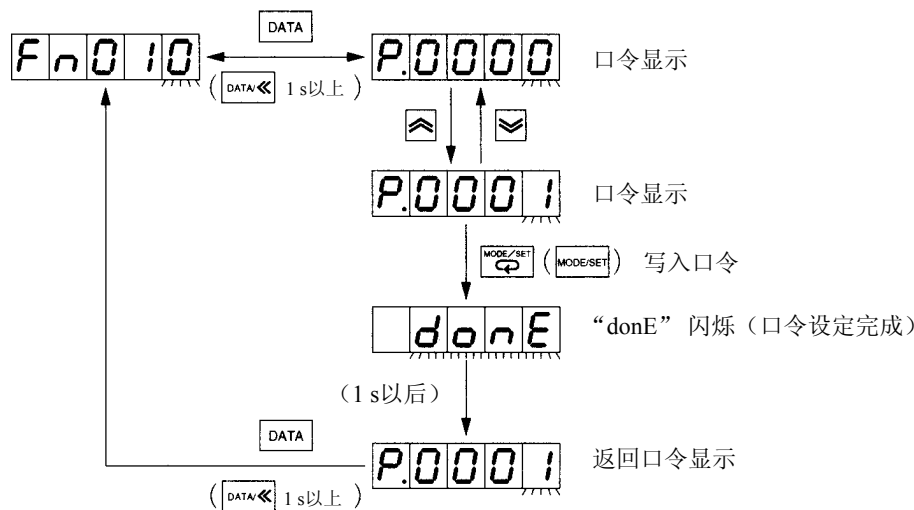 DATA
Fn010
P.0000
口令显示
(DATA/≪ 1 s以上)
P.0001
口令显示
MODE/SET (MODE/SET) 写入口令
donE
“donE”闪烁（口令设定完成）
（1 s以后）
DATA
P.0001
返回口令显示
(DATA/≪ 1 s以上)